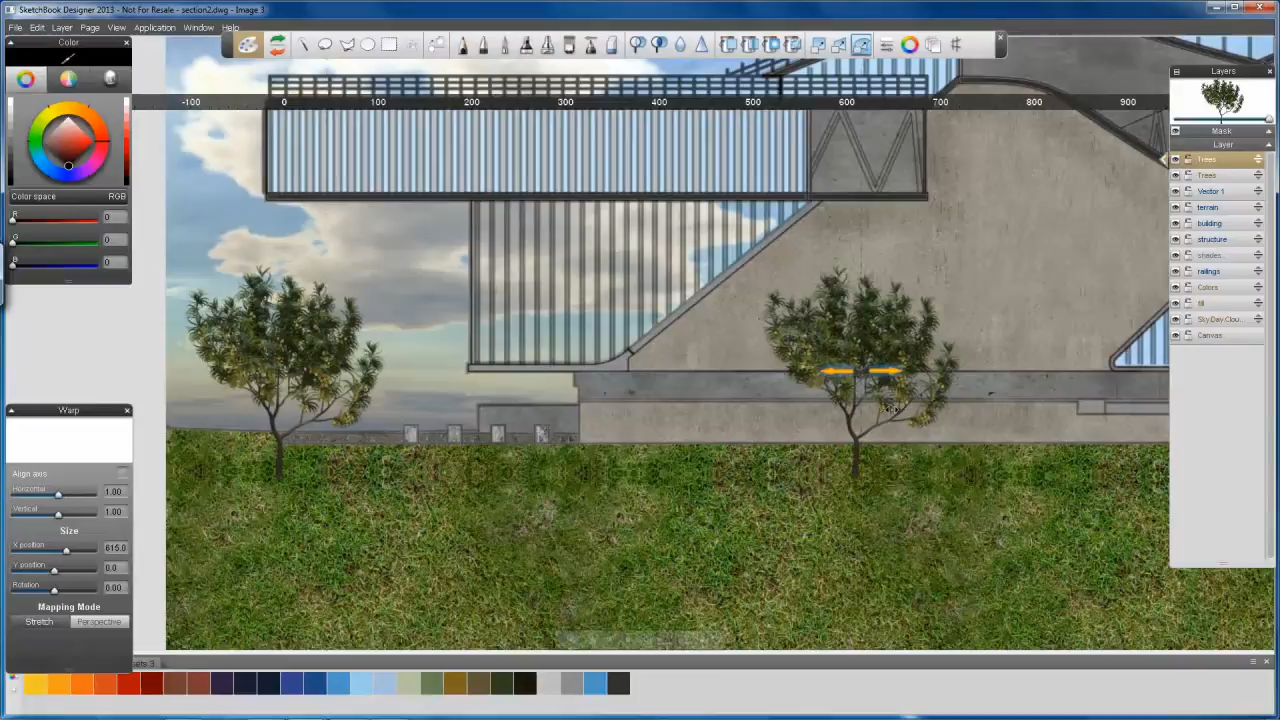 SketchBook Designer 2013 - Not For Resale - section2.dwg - Image 3
File Edit Layer Page View Application Window Help
Color
Layers
-100 0 100 200 300 400 500 600 700 800 900
Mask
Layer
Trees
Trees
Vector 1
terrain
building
structure
shades...
railings
Colors
fill
Sky.Day.Clou...
Canvas
Color space RGB
R 0
G 0
B 0
Warp
Align axis
Horizontal 1.00
Vertical 1.00
Size
X position 615.0
Y position 0.0
Rotation 0.00
Mapping Mode
Stretch Perspective
sets 3